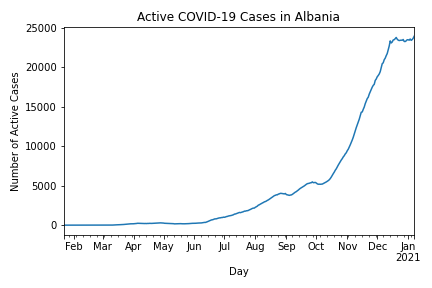 Active COVID-19 Cases in Albania
25000
20000
15000
10000
5000
0
Number of Active Cases
Feb Mar Apr May Jun Jul Aug Sep Oct Nov Dec Jan
2021
Day